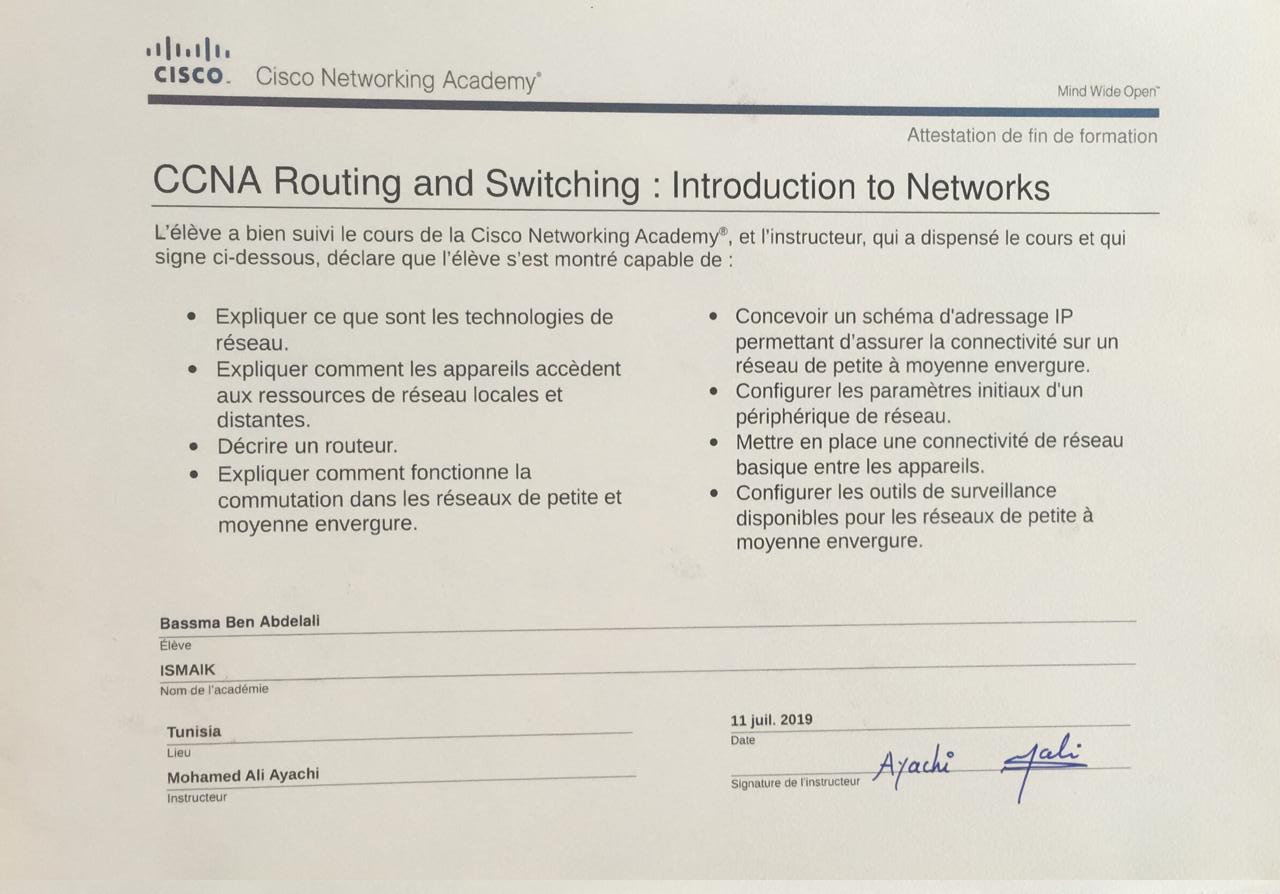 CISCO. Cisco Networking Academy®
Mind Wide Open™
Attestation de fin de formation
CCNA Routing and Switching : Introduction to Networks
L'élève a bien suivi le cours de la Cisco Networking Academy®, et l'instructeur, qui a dispensé le cours et qui
signe ci-dessous, déclare que l'élève s'est montré capable de :
• Expliquer ce que sont les technologies de
réseau.
• Expliquer comment les appareils accèdent
aux ressources de réseau locales et
distantes.
• Décrire un routeur.
• Expliquer comment fonctionne la
commutation dans les réseaux de petite et
moyenne envergure.
• Concevoir un schéma d'adressage IP
permettant d'assurer la connectivité sur un
réseau de petite à moyenne envergure.
• Configurer les paramètres initiaux d'un
périphérique de réseau.
• Mettre en place une connectivité de réseau
basique entre les appareils.
• Configurer les outils de surveillance
disponibles pour les réseaux de petite à
moyenne envergure.
Bassma Ben Abdelali
Élève
ISMAIK
Nom de l'académie
Tunisia
Lieu
Mohamed Ali Ayachi
Instructeur
11 juil. 2019
Date
Signature de l'instructeur Ayachi